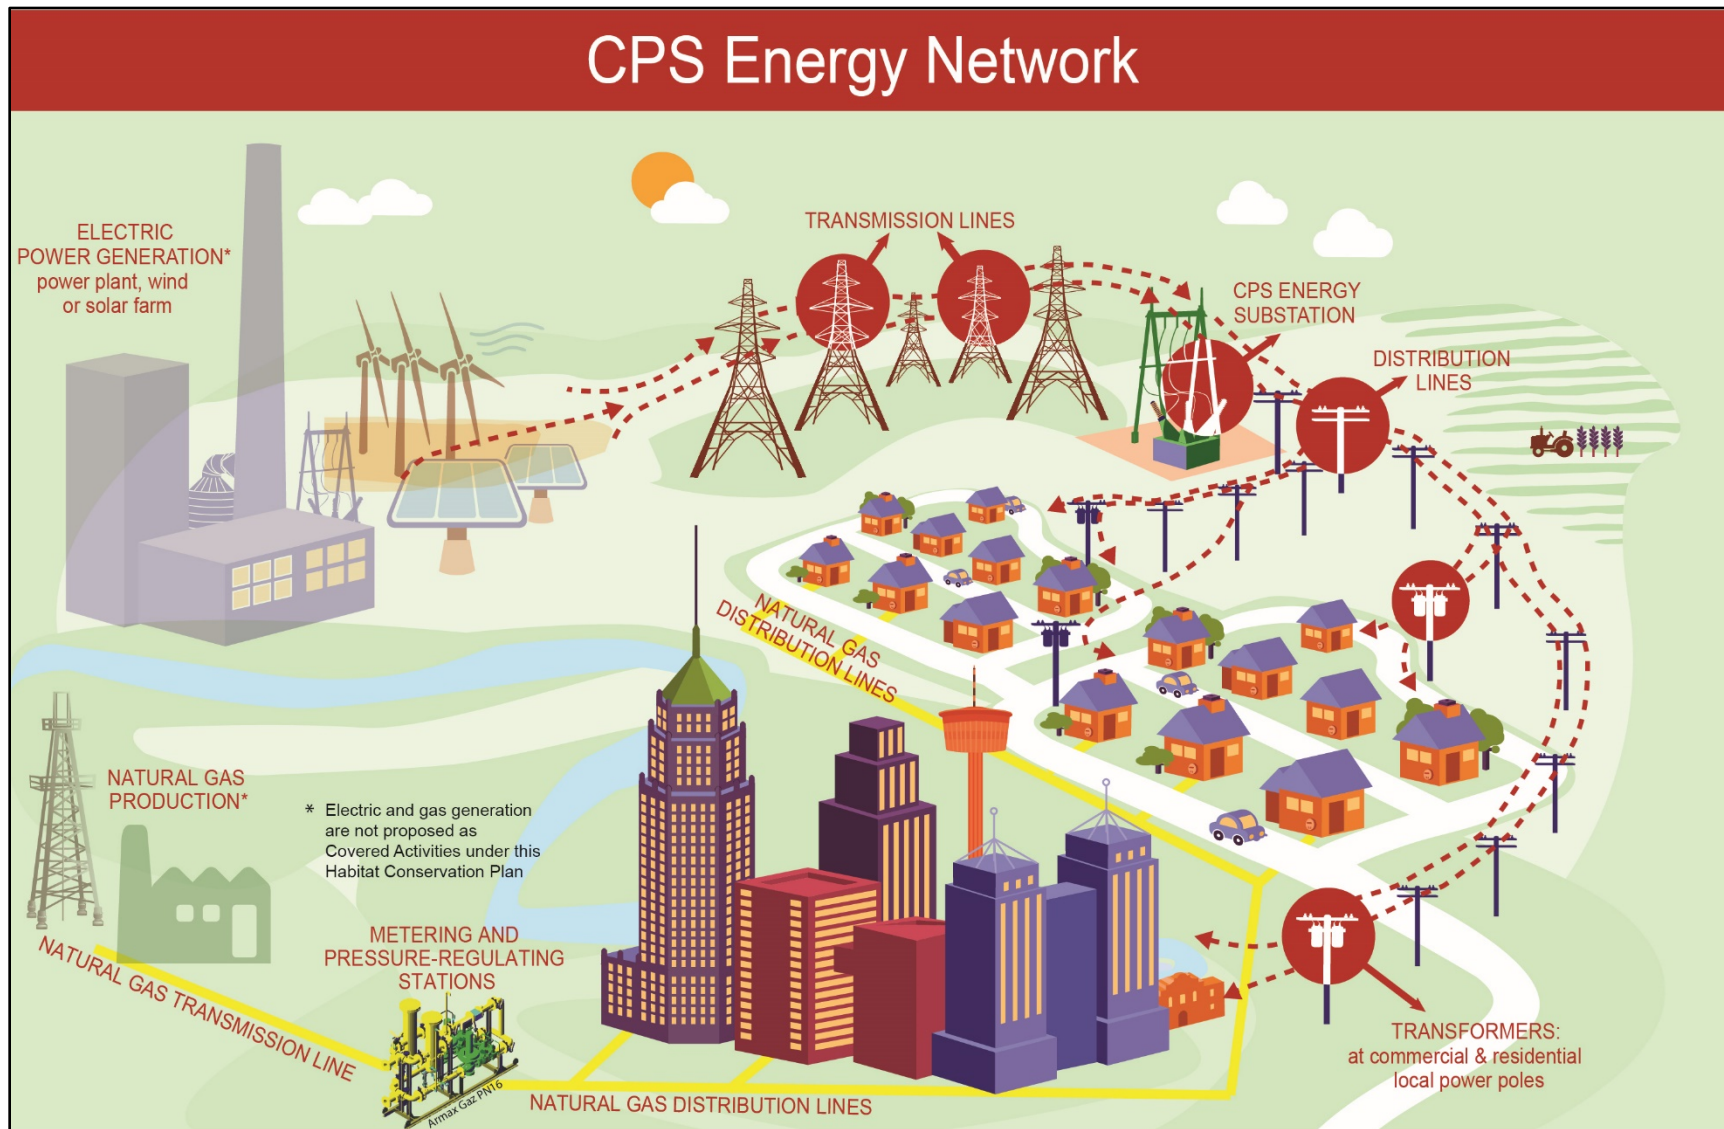 CPS Energy Network
ELECTRIC
POWER GENERATION*
power plant, wind
or solar farm
TRANSMISSION LINES
CPS ENERGY
SUBSTATION
DISTRIBUTION
LINES
NATURAL GAS
DISTRIBUTION LINES
NATURAL GAS
PRODUCTION*
* Electric and gas generation
are not proposed as
Covered Activities under this
Habitat Conservation Plan
METERING AND
PRESSURE-REGULATING
STATIONS
NATURAL GAS TRANSMISSION LINE
Armax Gaz PN16
NATURAL GAS DISTRIBUTION LINES
TRANSFORMERS:
at commercial & residential
local power poles